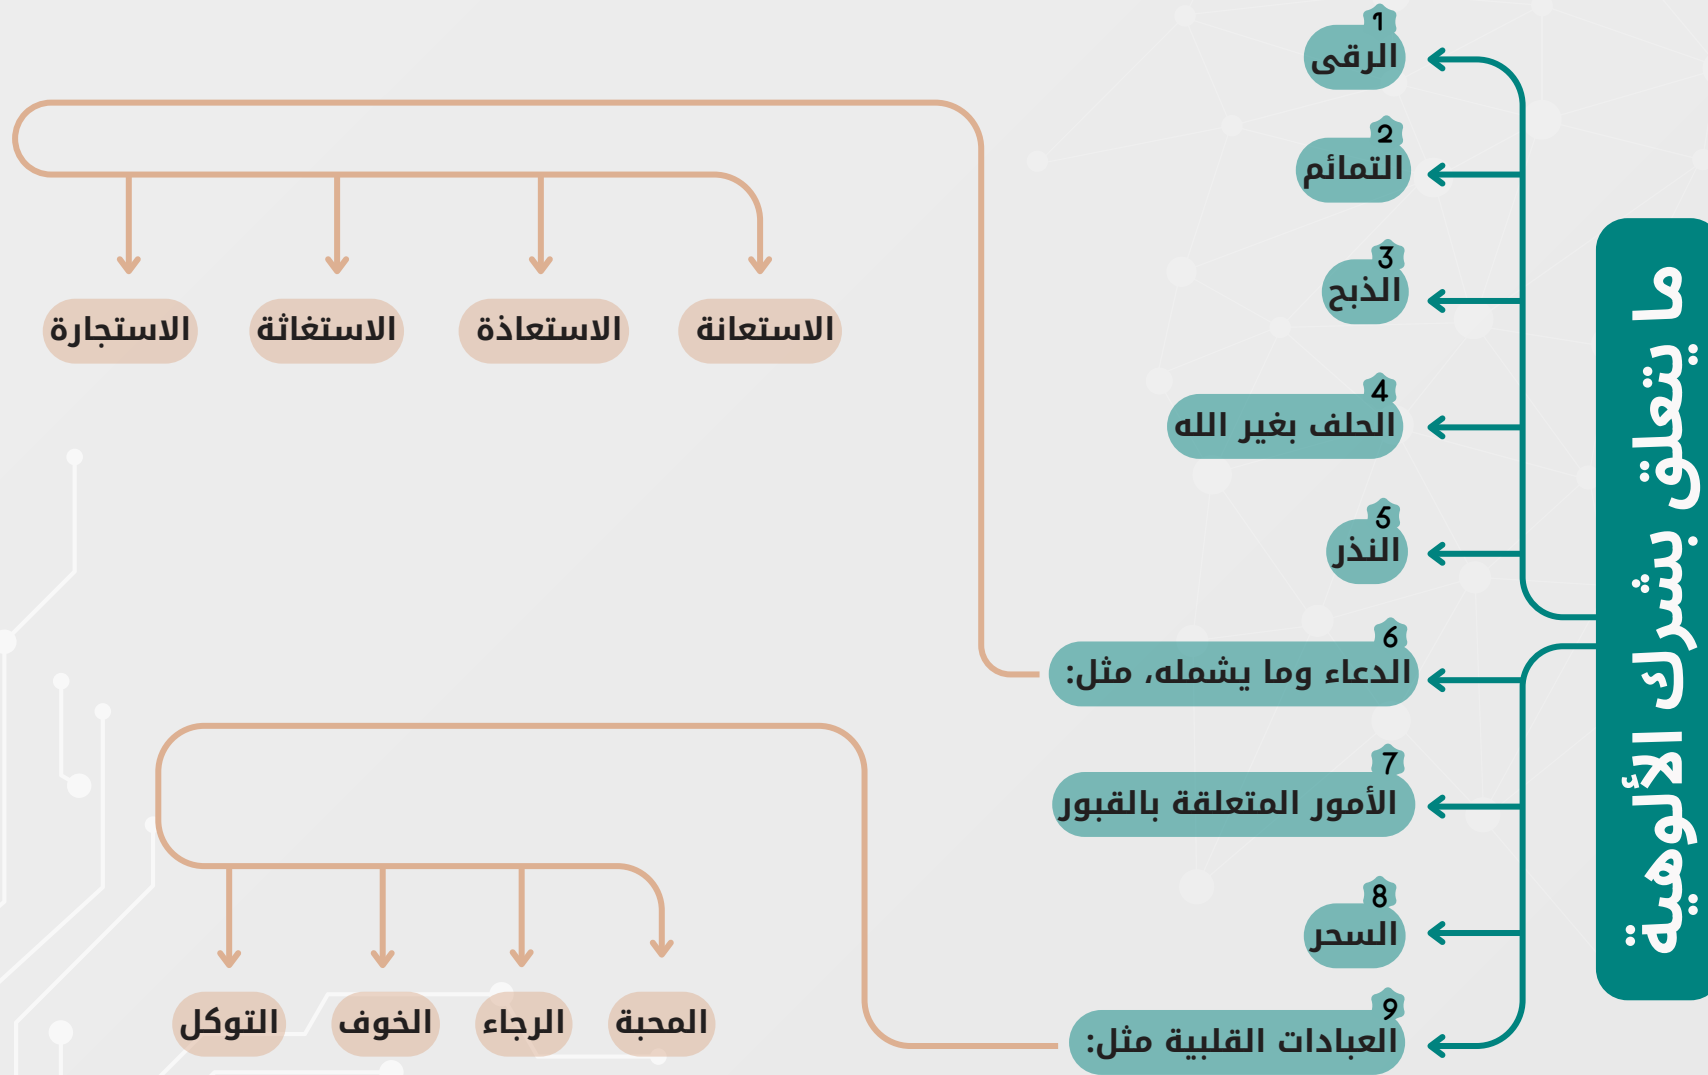 ما يتعلق بشرك الألوهية
1
الرقى
2
التمائم
3
الذبح
4
الحلف بغير الله
5
النذر
6
الدعاء وما يشمله، مثل:
الاستعانة
الاستعاذة
الاستغاثة
الاستجارة
7
الأمور المتعلقة بالقبور
8
السحر
9
العبادات القلبية مثل:
المحبة
الرجاء
الخوف
التوكل